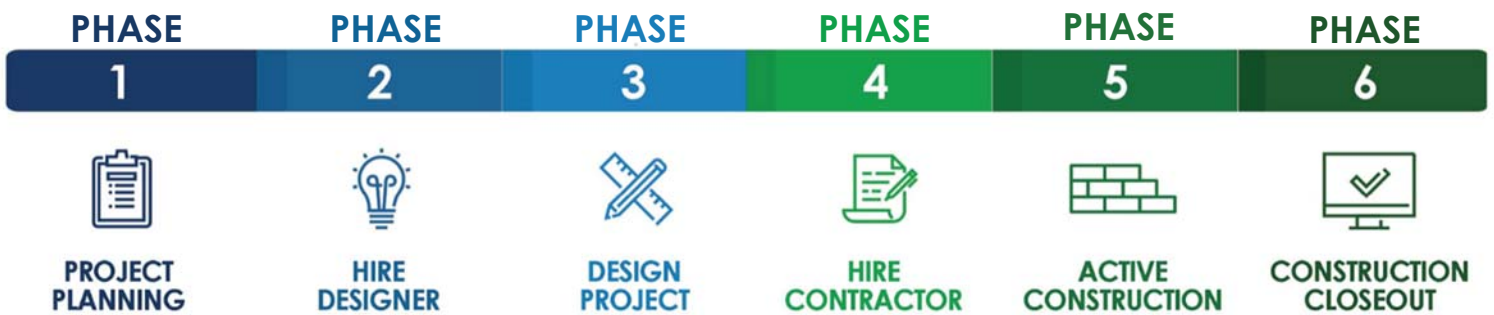 PHASE PHASE PHASE PHASE PHASE PHASE
1 2 3 4 5 6
PROJECT
PLANNING
HIRE
DESIGNER
DESIGN
PROJECT
HIRE
CONTRACTOR
ACTIVE
CONSTRUCTION
CONSTRUCTION
CLOSEOUT